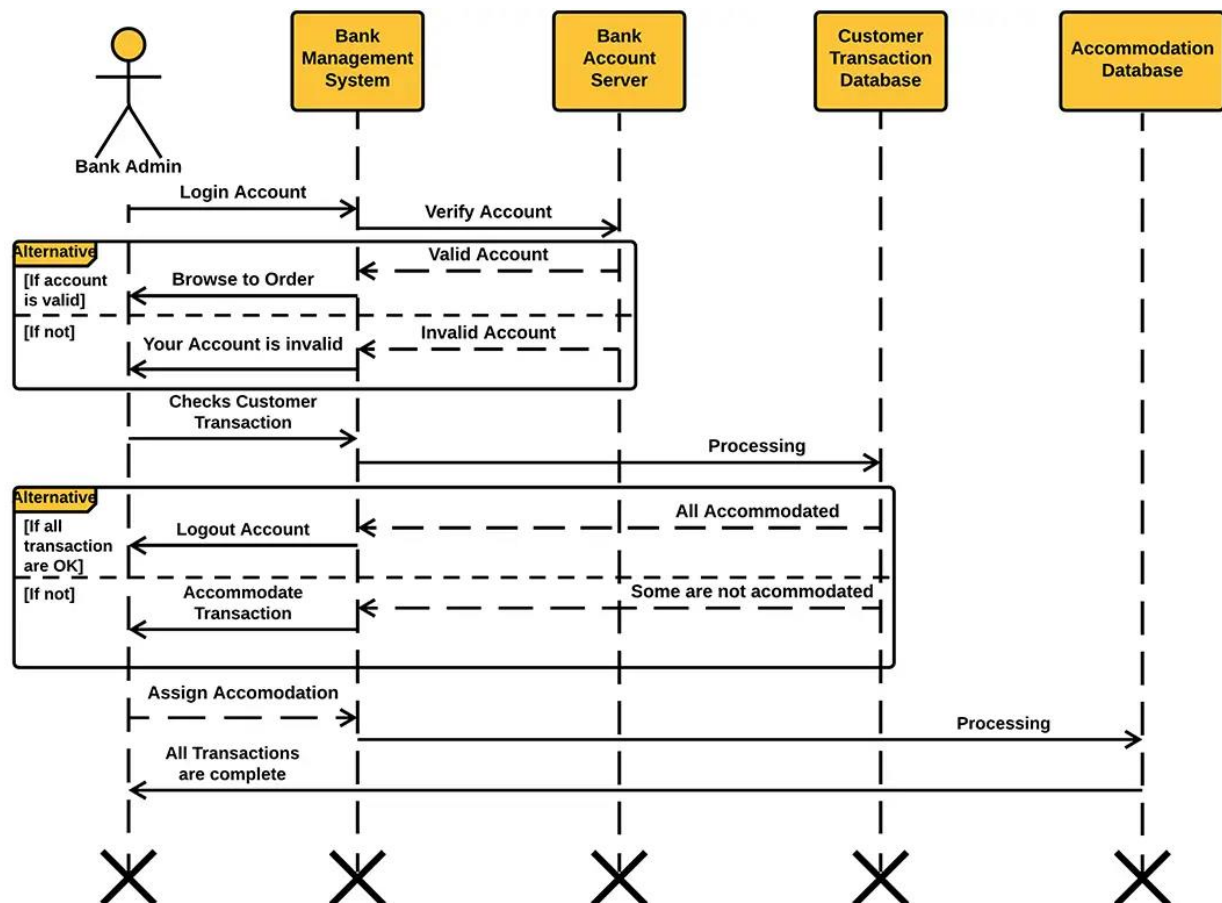 Bank
Management
System
Bank
Account
Server
Customer
Transaction
Database
Accommodation
Database
Bank Admin
Login Account
Verify Account
Alternative
Valid Account
[If account
is valid]
Browse to Order
[If not]
Invalid Account
Your Account is invalid
Checks Customer
Transaction
Processing
Alternative
[If all
transaction
are OK]
All Accommodated
Logout Account
[If not]
Some are not acommodated
Accommodate
Transaction
Assign Accomodation
Processing
All Transactions
are complete